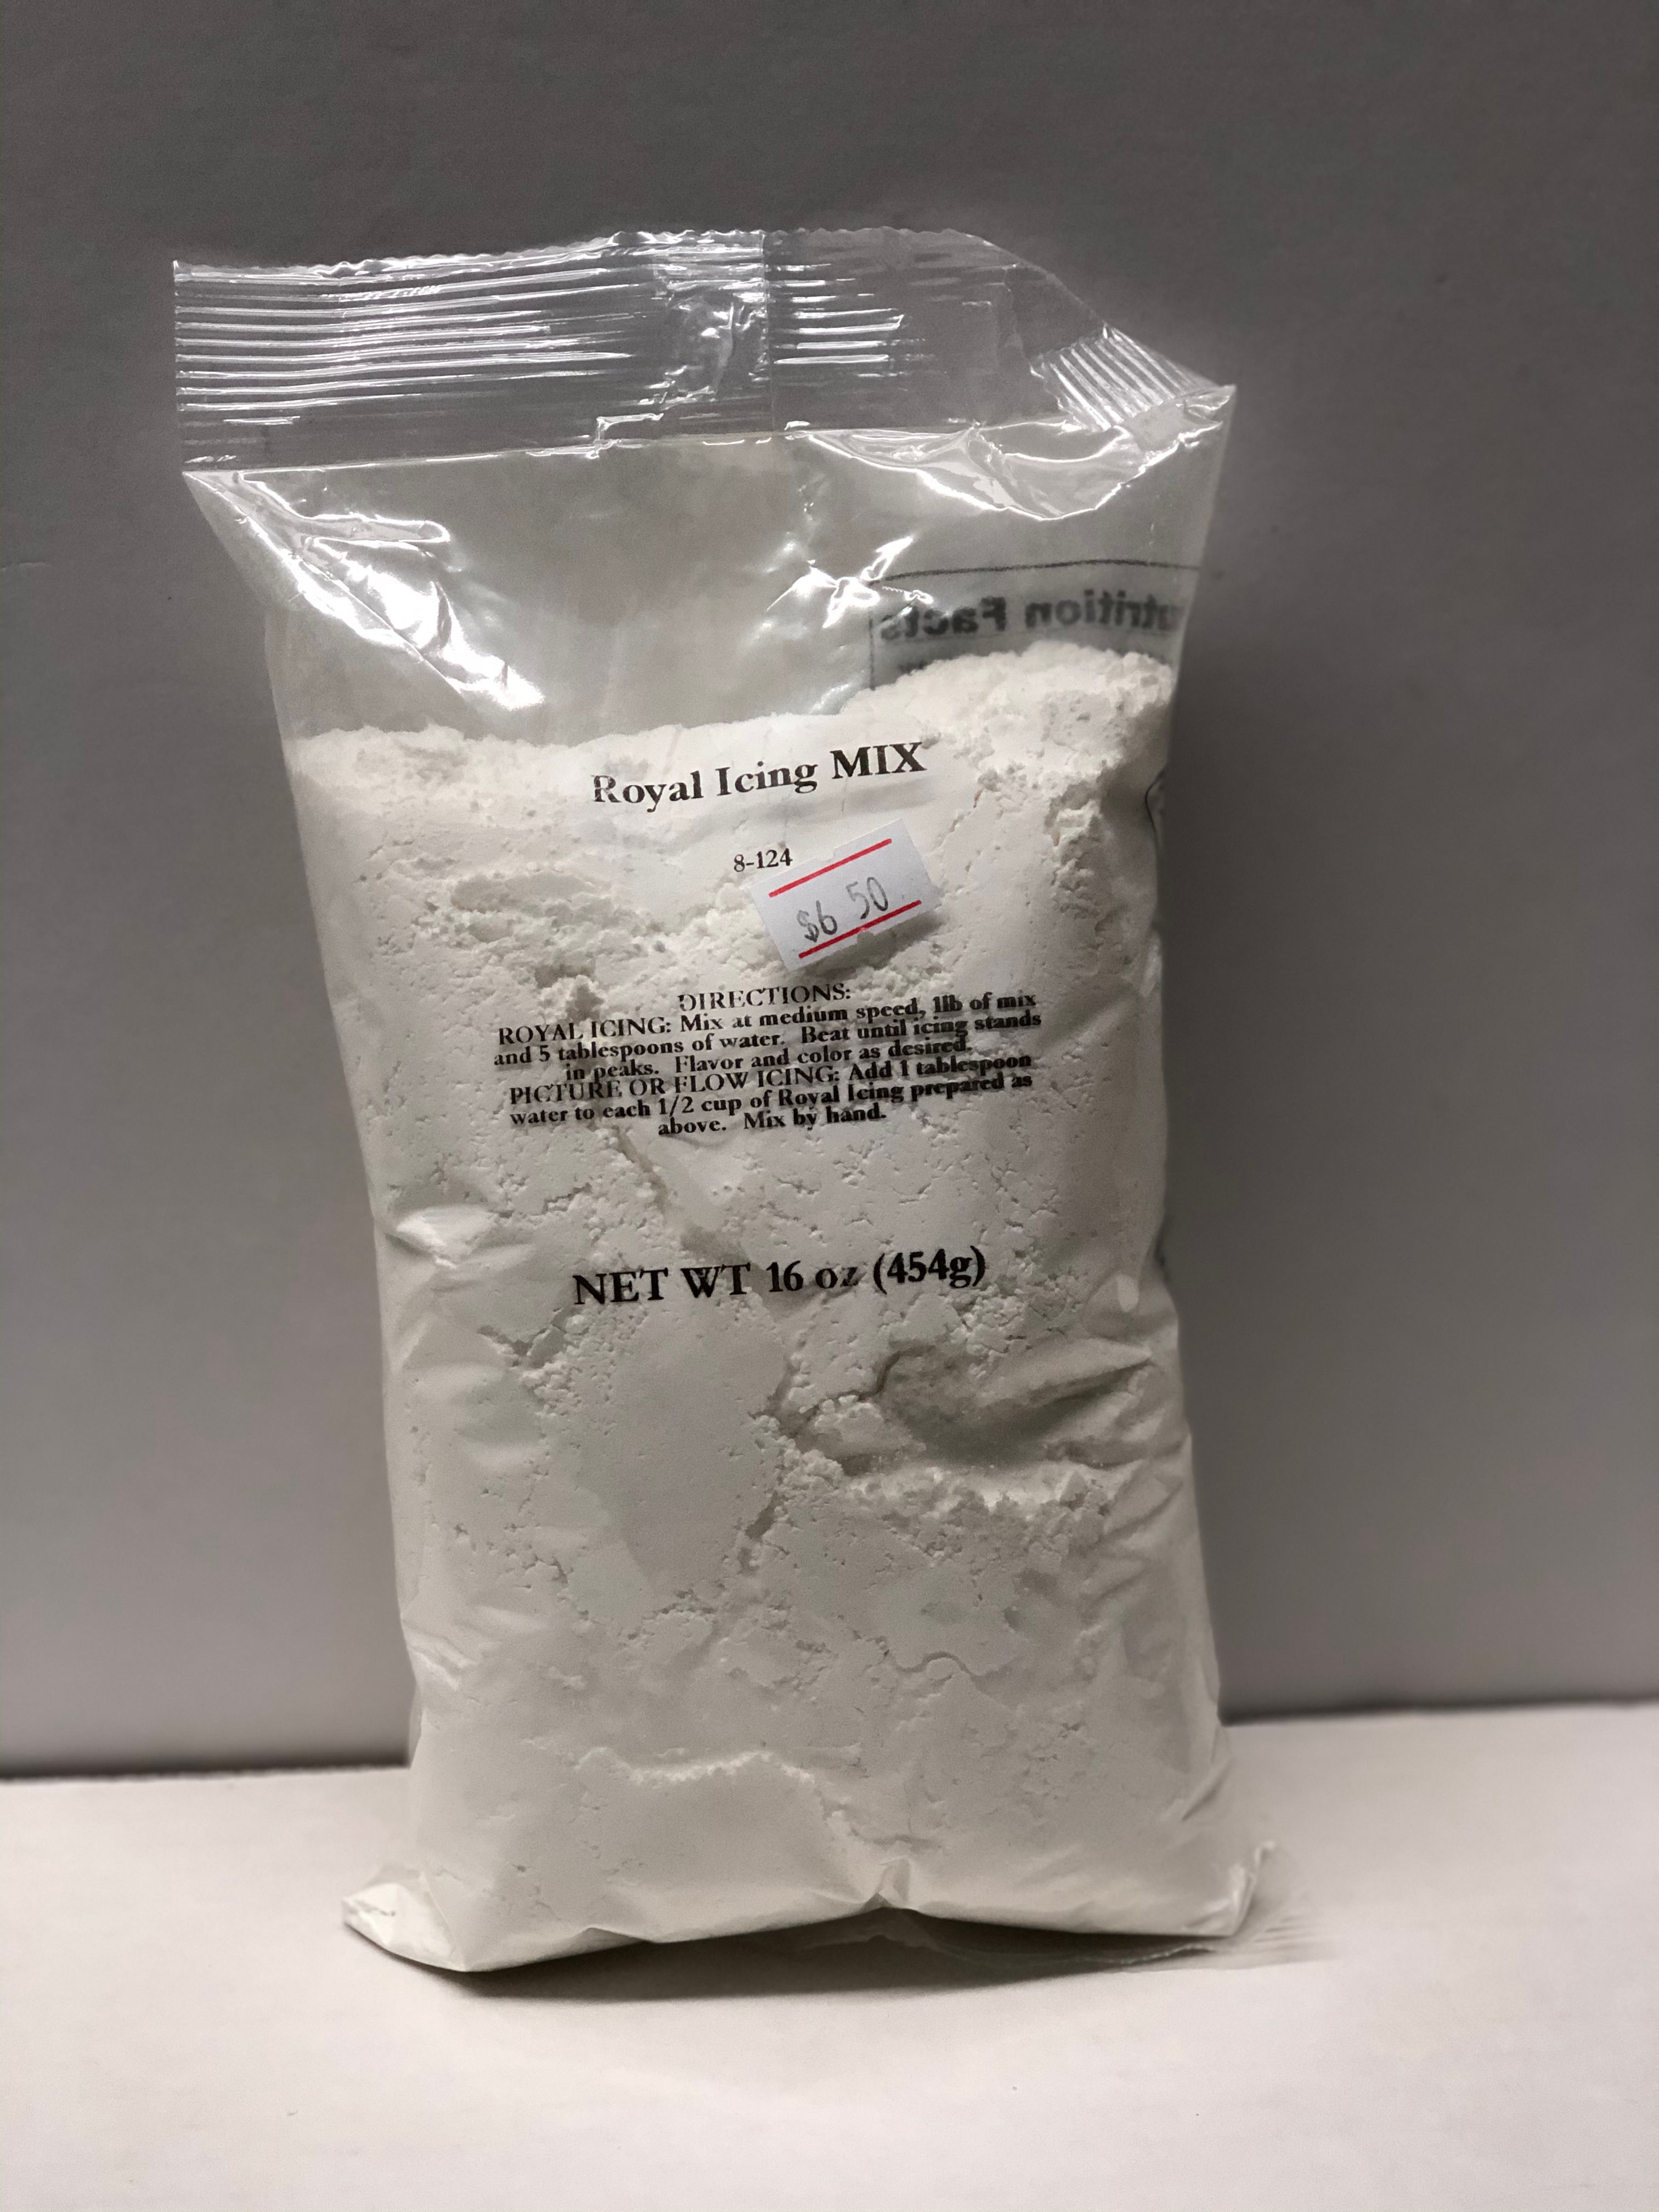 Nutrition Facts
Royal Icing MIX
8-124
$6 50
DIRECTIONS:
ROYAL ICING: Mix at medium speed, 1lb of mix
and 5 tablespoons of water. Beat until icing stands
in peaks. Flavor and color as desired.
PICTURE OR FLOW ICING: Add 1 tablespoon
water to each 1/2 cup of Royal Icing prepared as
above. Mix by hand.
NET WT 16 oz (454g)